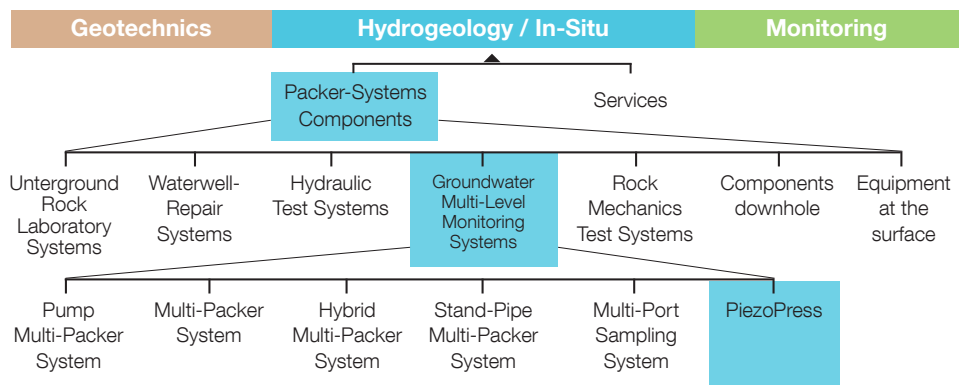 Geotechnics
Hydrogeology / In-Situ
Monitoring
Packer-Systems
Components
Services
Unterground
Rock
Laboratory
Systems
Waterwell-
Repair
Systems
Hydraulic
Test Systems
Groundwater
Multi-Level
Monitoring
Systems
Rock
Mechanics
Test Systems
Components
downhole
Equipment
at the
surface
Pump
Multi-Packer
System
Multi-Packer
System
Hybrid
Multi-Packer
System
Stand-Pipe
Multi-Packer
System
Multi-Port
Sampling
System
PiezoPress